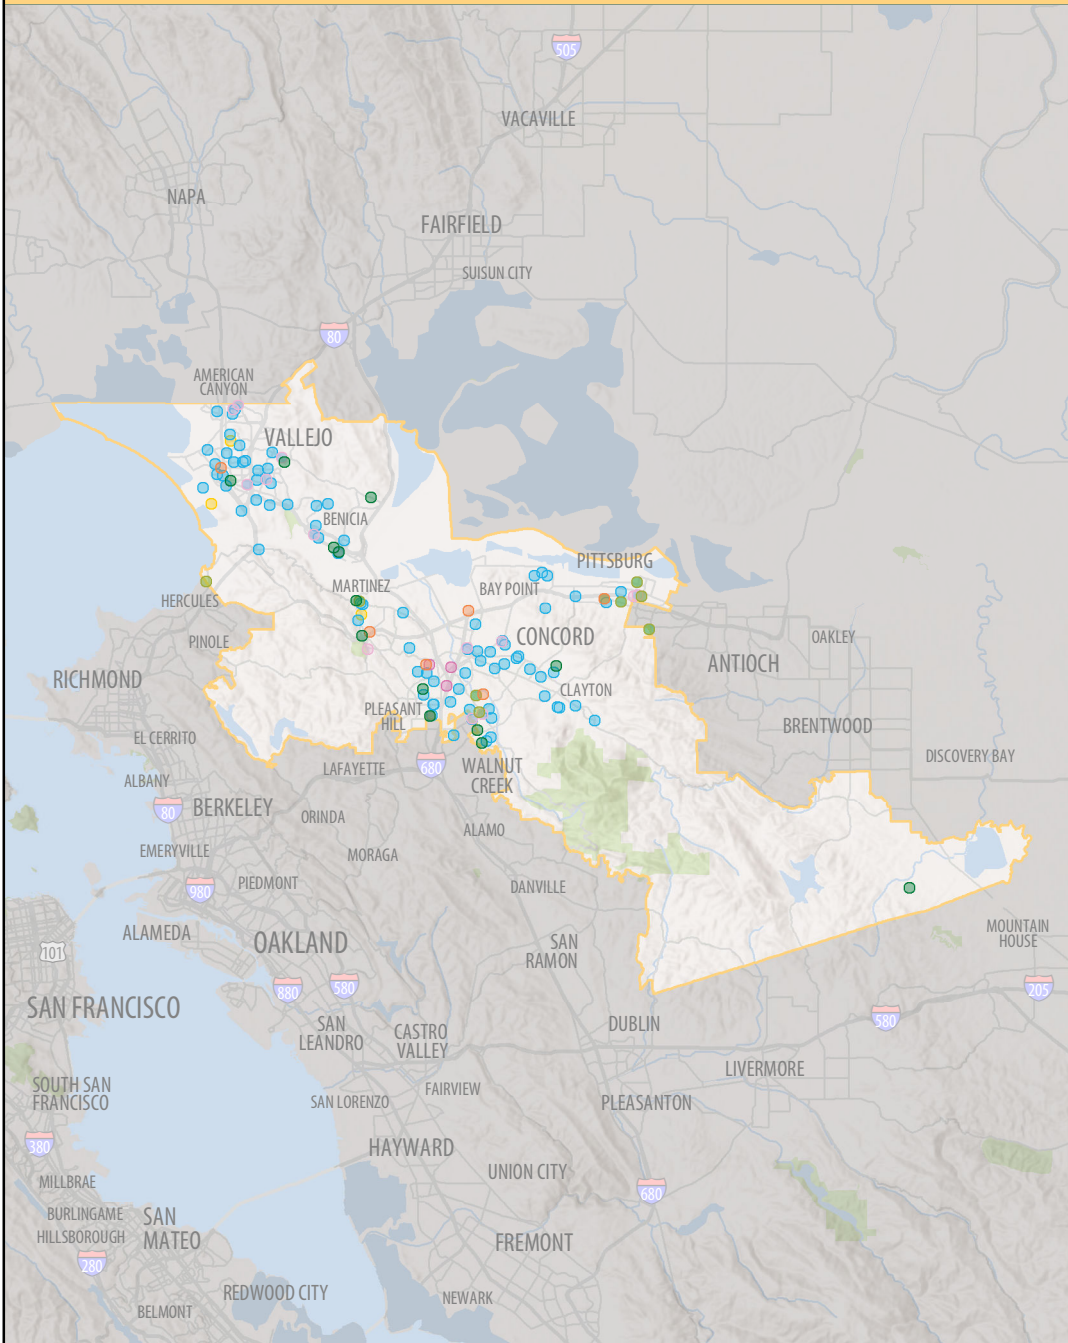 505
VACAVILLE
NAPA
FAIRFIELD
SUISUN CITY
80
AMERICAN
CANYON
VALLEJO
BENICIA
PITTSBURG
MARTINEZ
BAY POINT
HERCULES
CONCORD
OAKLEY
PINOLE
ANTIOCH
RICHMOND
CLAYTON
PLEASANT
HILL
BRENTWOOD
EL CERRITO
DISCOVERY BAY
LAFAYETTE
680
WALNUT
CREEK
ALBANY
80
BERKELEY
ORINDA
ALAMO
EMERYVILLE
MORAGA
980
PIEDMONT
DANVILLE
ALAMEDA
OAKLAND
MOUNTAIN
HOUSE
101
SAN
RAMON
880
580
205
SAN FRANCISCO
580
SAN
LEANDRO
CASTRO
VALLEY
DUBLIN
LIVERMORE
SOUTH SAN
FRANCISCO
FAIRVIEW
SAN LORENZO
PLEASANTON
380
HAYWARD
UNION CITY
MILLBRAE
680
BURLINGAME
SAN
MATEO
HILLSBOROUGH
FREMONT
280
REDWOOD CITY
NEWARK
BELMONT